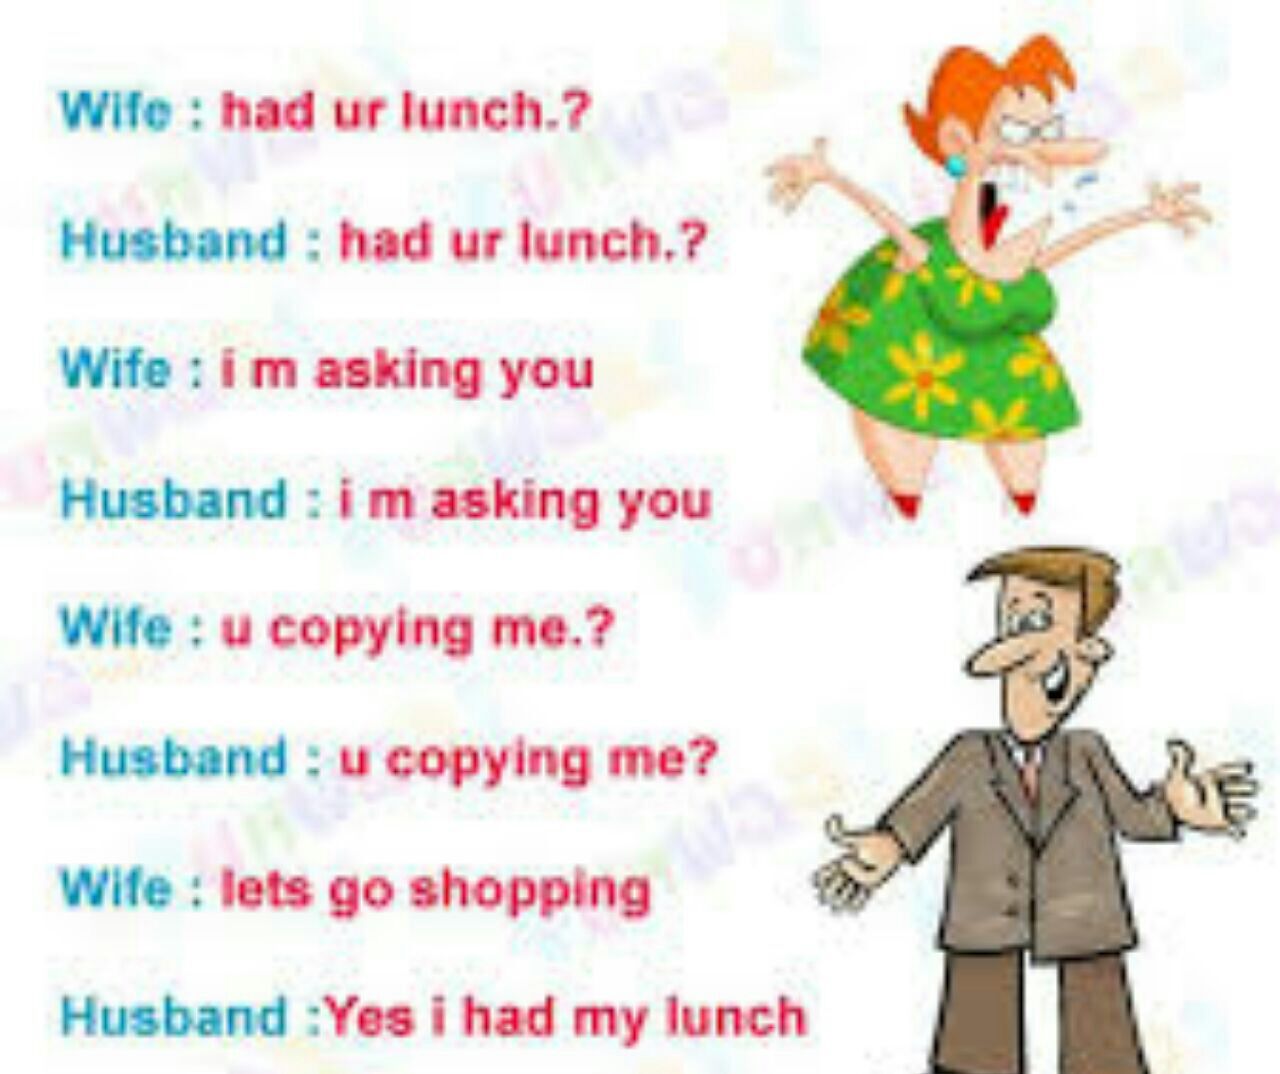 Wife : had ur lunch.?
Husband : had ur lunch.?
Wife : i m asking you
Husband : i m asking you
Wife : u copying me.?
Husband : u copying me?
Wife : lets go shopping
Husband :Yes i had my lunch